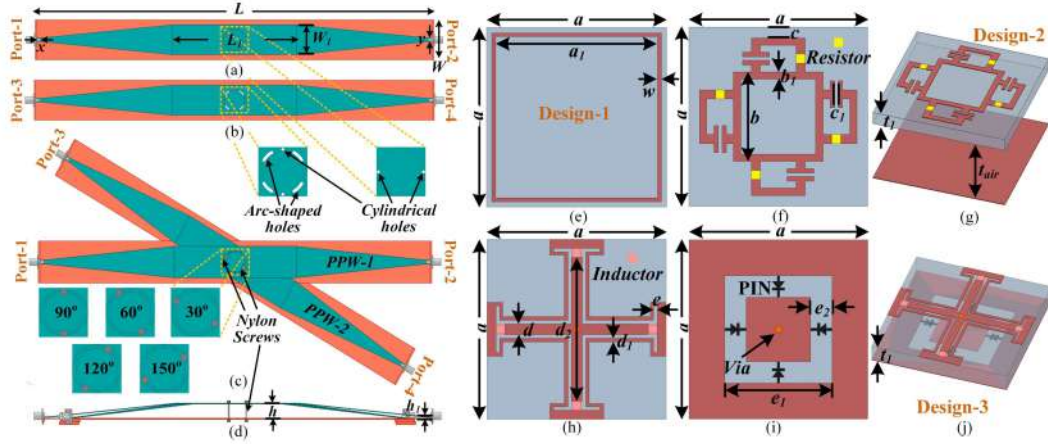 L
Port-1
x
L1
W1
y
W
Port-2
(a)
Port-3
Port-4
(b)
Arc-shaped
holes
Cylindrical
holes
Port-3
Port-1
PPW-1
Port-2
PPW-2
90°
60°
30°
120°
150°
Nylon
Screws
Port-4
(c)
h
h1
(d)
a
a
a1
w
Design-1
(e)
a
a
c
Resistor
b1
b
c1
(f)
Design-2
t1
tair
(g)
a
a
Inductor
d
d2
d1
e
(h)
a
PIN
e2
Via
e1
(i)
t1
Design-3
(j)